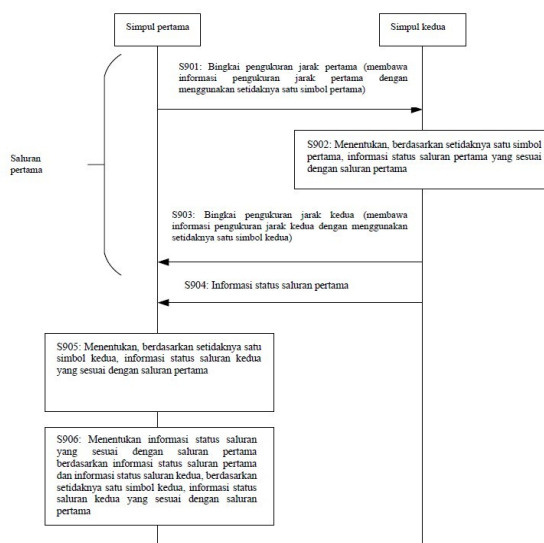 Simpul pertama
Simpul kedua
S901: Bingkai pengukuran jarak pertama (membawa
informasi pengukuran jarak pertama dengan
menggunakan setidaknya satu simbol pertama)
S902: Menentukan, berdasarkan setidaknya satu simbol
pertama, informasi status saluran pertama yang sesuai
dengan saluran pertama
Saluran
pertama
S903: Bingkai pengukuran jarak kedua (membawa
informasi pengukuran jarak kedua dengan menggunakan
setidaknya satu simbol kedua)
S904: Informasi status saluran pertama
S905: Menentukan, berdasarkan setidaknya satu
simbol kedua, informasi status saluran kedua
yang sesuai dengan saluran pertama
S906: Menentukan informasi status saluran
yang sesuai dengan saluran pertama
berdasarkan informasi status saluran pertama
dan informasi status saluran kedua, berdasarkan
setidaknya satu simbol kedua, informasi status
saluran kedua yang sesuai dengan saluran
pertama